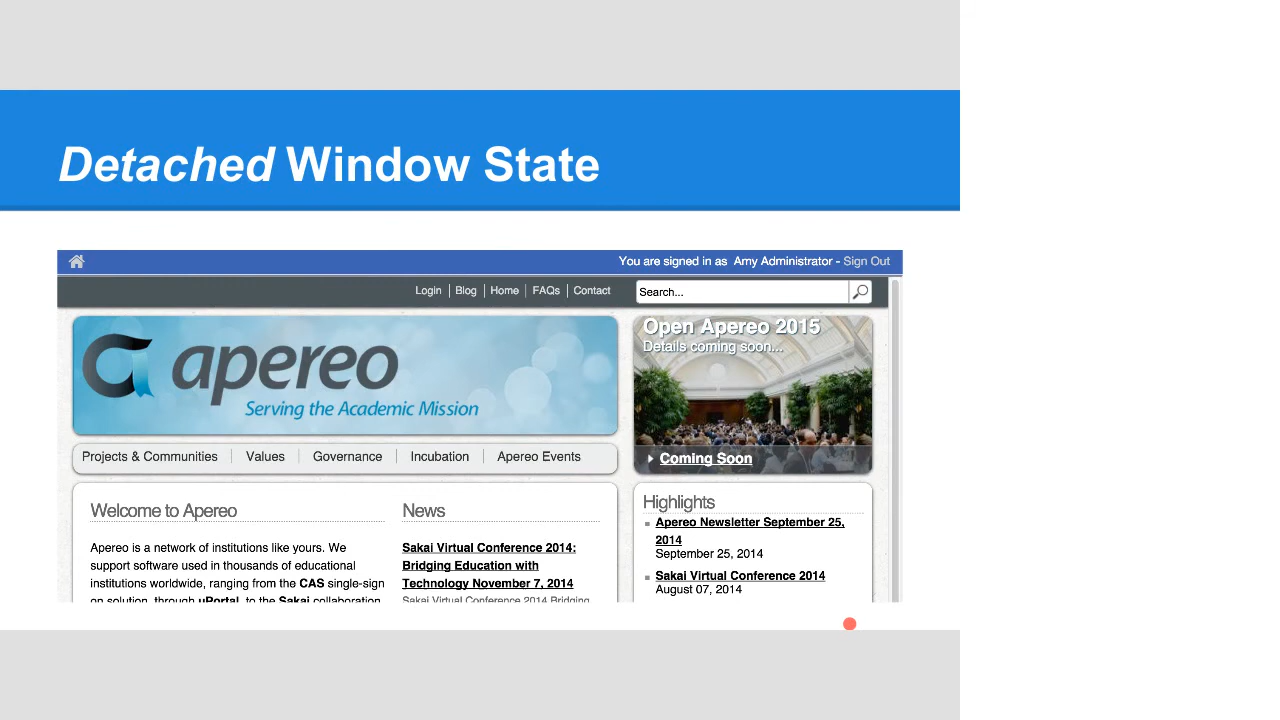 Detached Window State
You are signed in as Amy Administrator - Sign Out
Login Blog Home FAQs Contact
Search...
apereo
Serving the Academic Mission
Open Apereo 2015
Details coming soon...
Coming Soon
Projects & Communities Values Governance Incubation Apereo Events
Welcome to Apereo
Apereo is a network of institutions like yours. We
support software used in thousands of educational
institutions worldwide, ranging from the CAS single-sign
on solution, through uPortal, to the Sakai collaboration
News
Sakai Virtual Conference 2014:
Bridging Education with
Technology November 7, 2014
Sakai Virtual Conference 2014 Bridging
Highlights
Apereo Newsletter September 25,
2014
September 25, 2014
Sakai Virtual Conference 2014
August 07, 2014